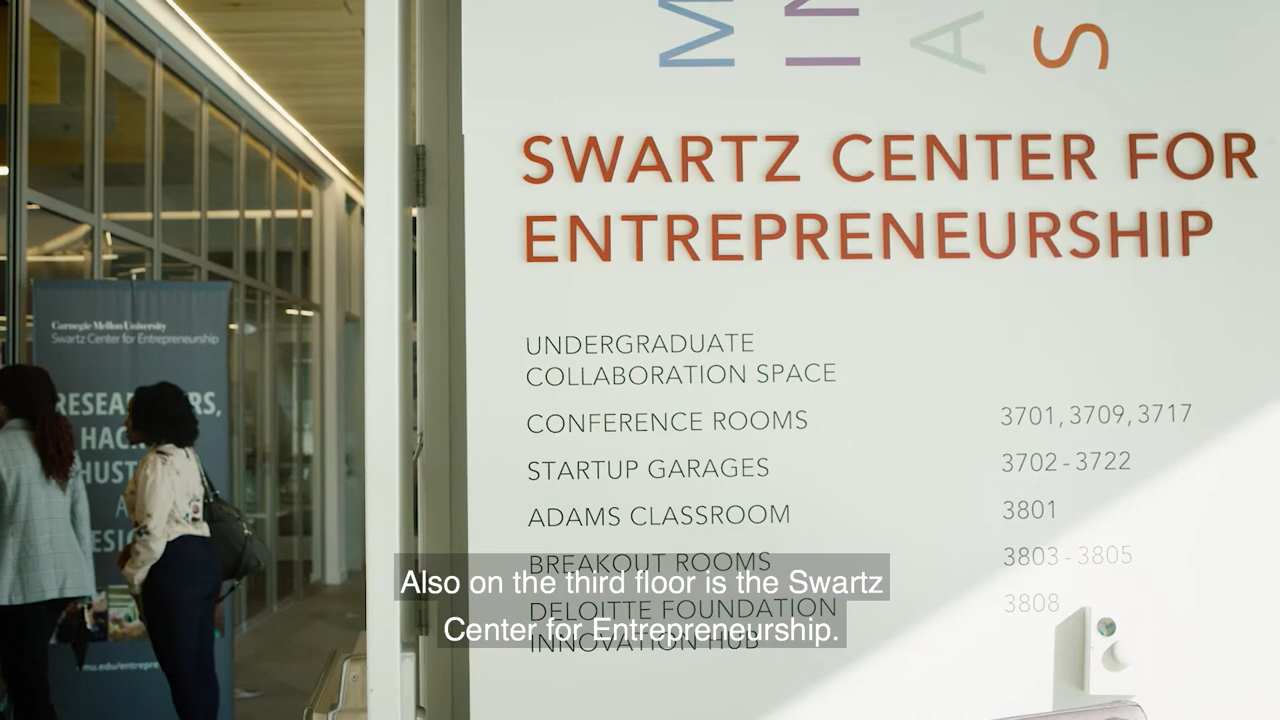 M IN A S
SWARTZ CENTER FOR
ENTREPRENEURSHIP
UNDERGRADUATE
COLLABORATION SPACE
CONFERENCE ROOMS 3701, 3709, 3717
STARTUP GARAGES 3702 - 3722
ADAMS CLASSROOM 3801
BREAKOUT ROOMS 3803 - 3805
DELOITTE FOUNDATION 3808
INNOVATION HUB
Carnegie Mellon University
Swartz Center for Entrepreneurship
Also on the third floor is the Swartz
Center for Entrepreneurship.